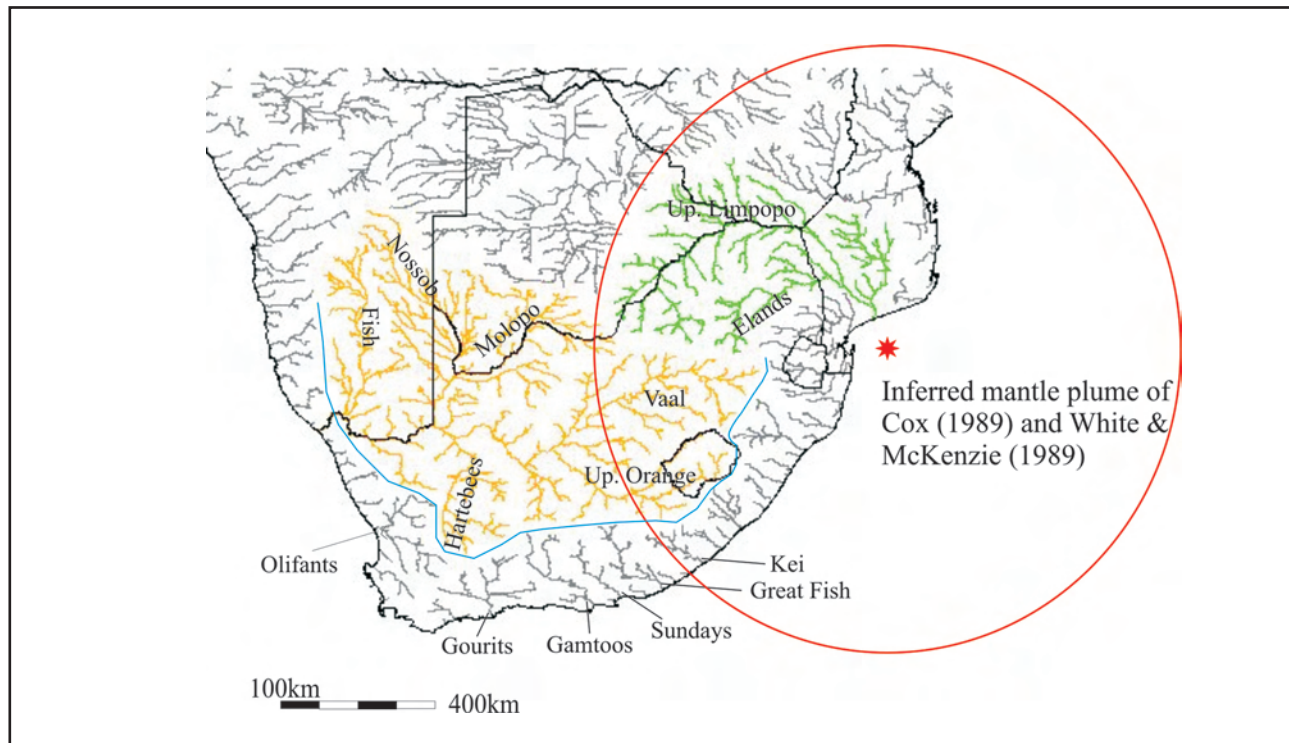 Up. Limpopo
Nossob
Elands
Fish
Molopo
Inferred mantle plume of
Cox (1989) and White &
McKenzie (1989)
Vaal
Up. Orange
Hartebees
Olifants
Kei
Great Fish
Sundays
Gourits
Gamtoos
100km
400km